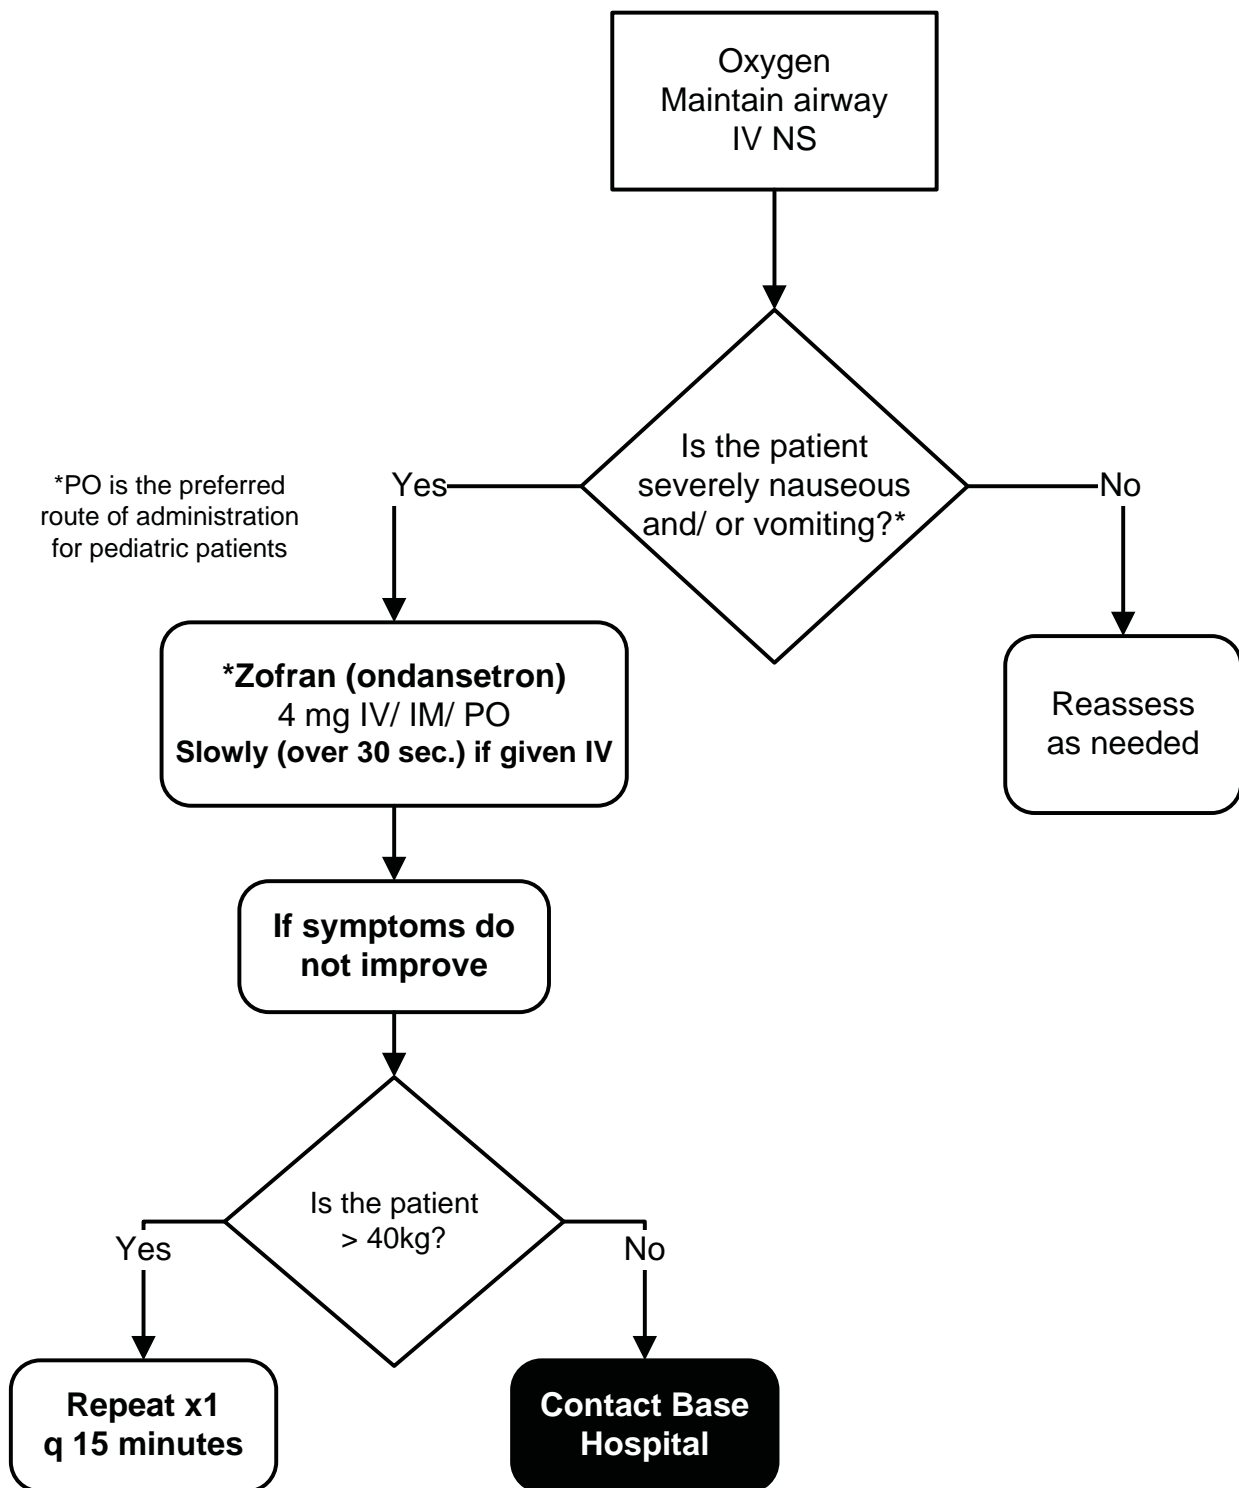 Oxygen
Maintain airway
IV NS
Is the patient
severely nauseous
and/ or vomiting?*
Yes
No
*PO is the preferred
route of administration
for pediatric patients
*Zofran (ondansetron)
4 mg IV/ IM/ PO
Slowly (over 30 sec.) if given IV
Reassess
as needed
If symptoms do
not improve
Is the patient
> 40kg?
Yes
No
Repeat x1
q 15 minutes
Contact Base
Hospital